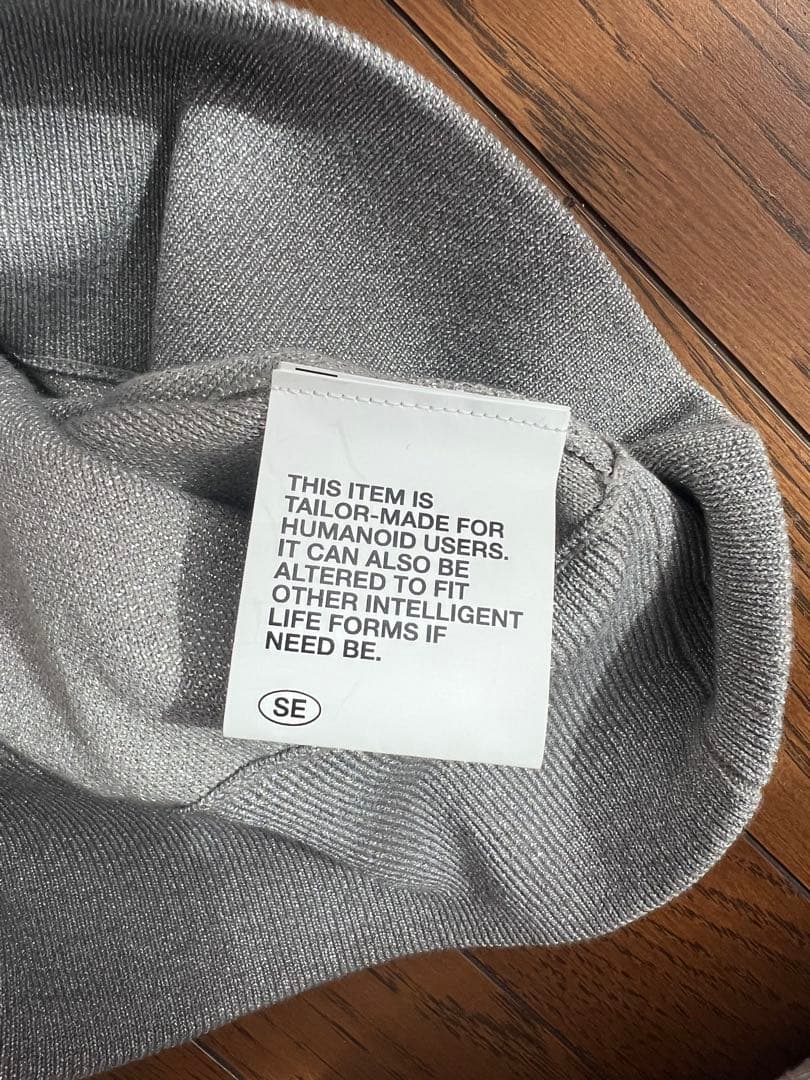 THIS ITEM IS
TAILOR-MADE FOR
HUMANOID USERS.
IT CAN ALSO BE
ALTERED TO FIT
OTHER INTELLIGENT
LIFE FORMS IF
NEED BE.
SE